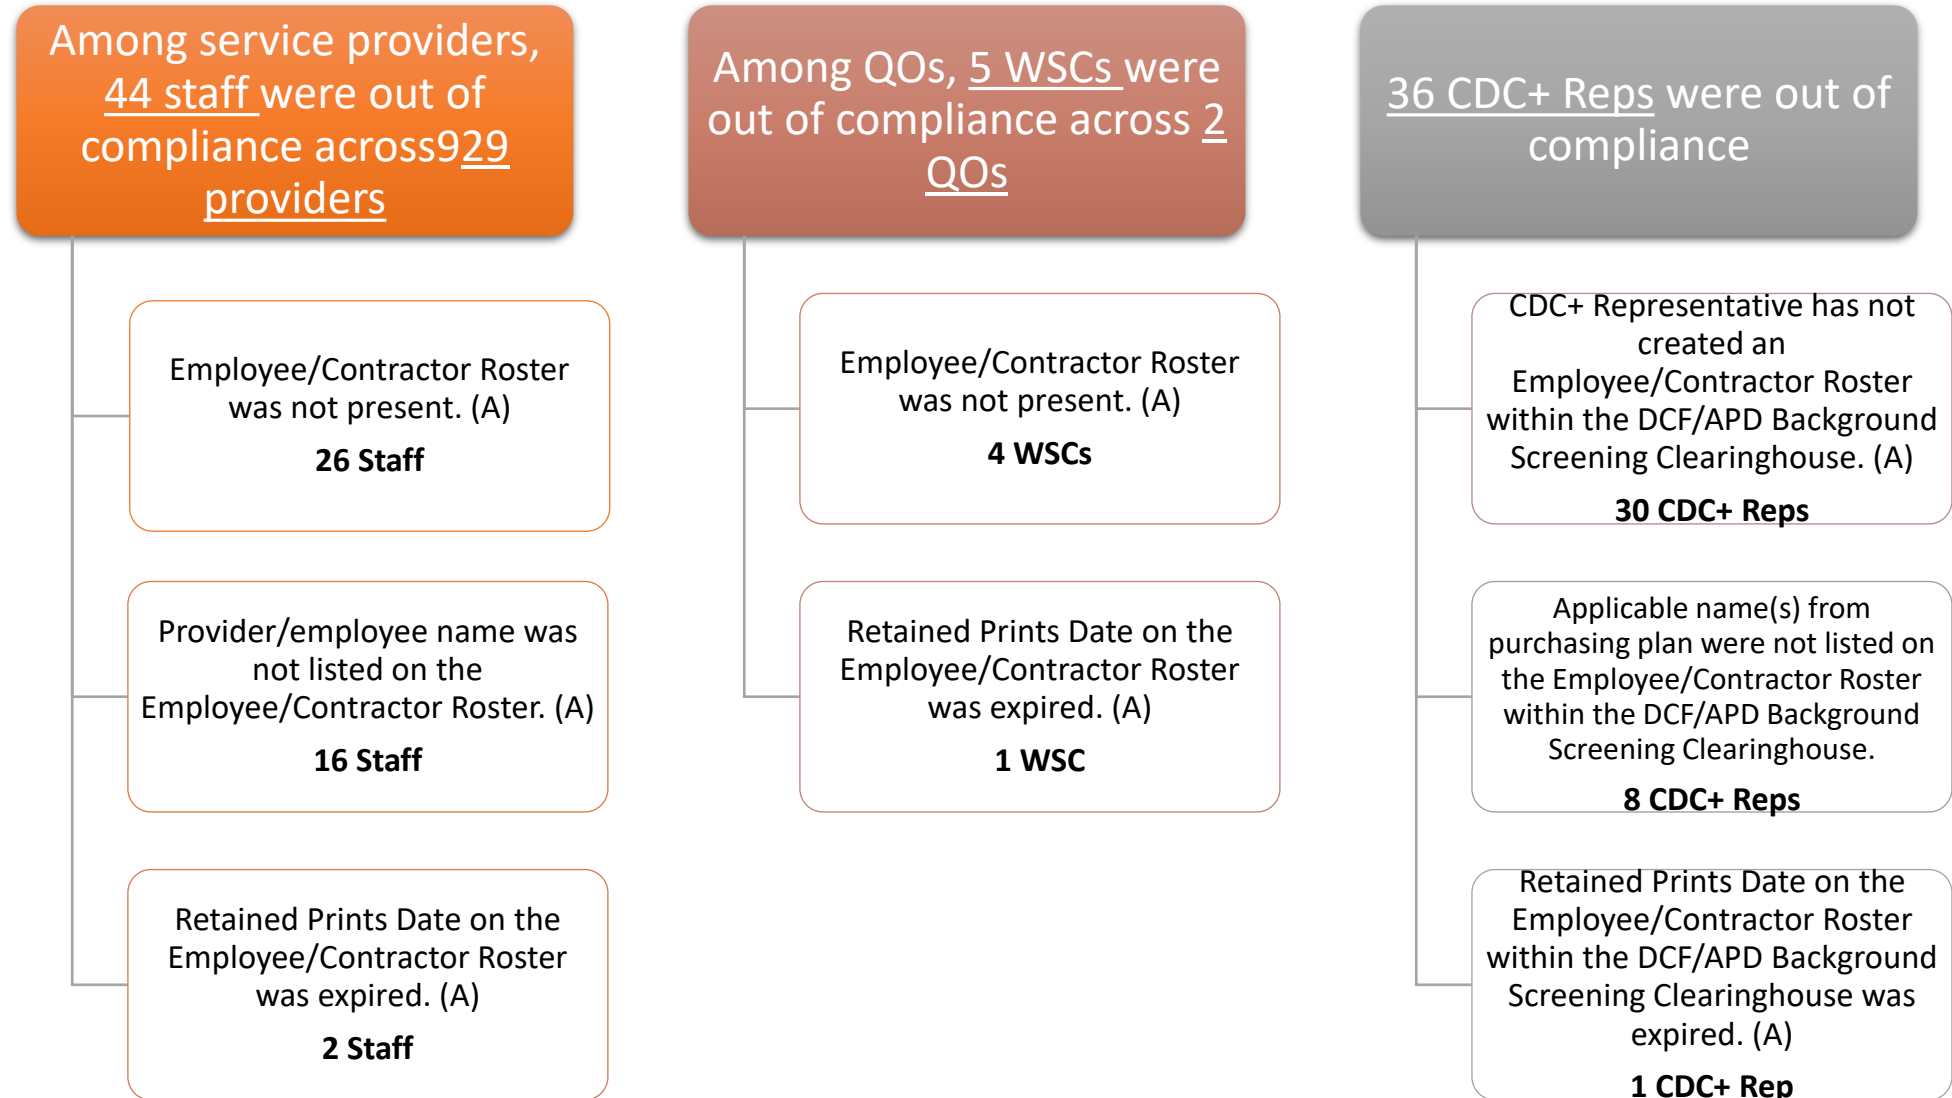 Among service providers,
44 staff were out of
compliance across929
providers
Employee/Contractor Roster
was not present. (A)
26 Staff
Provider/employee name was
not listed on the
Employee/Contractor Roster. (A)
16 Staff
Retained Prints Date on the
Employee/Contractor Roster
was expired. (A)
2 Staff
Among QOs, 5 WSCs were
out of compliance across 2
QOs
Employee/Contractor Roster
was not present. (A)
4 WSCs
Retained Prints Date on the
Employee/Contractor Roster
was expired. (A)
1 WSC
36 CDC+ Reps were out of
compliance
CDC+ Representative has not
created an
Employee/Contractor Roster
within the DCF/APD Background
Screening Clearinghouse. (A)
30 CDC+ Reps
Applicable name(s) from
purchasing plan were not listed on
the Employee/Contractor Roster
within the DCF/APD Background
Screening Clearinghouse.
8 CDC+ Reps
Retained Prints Date on the
Employee/Contractor Roster
within the DCF/APD Background
Screening Clearinghouse was
expired. (A)
1 CDC+ Rep